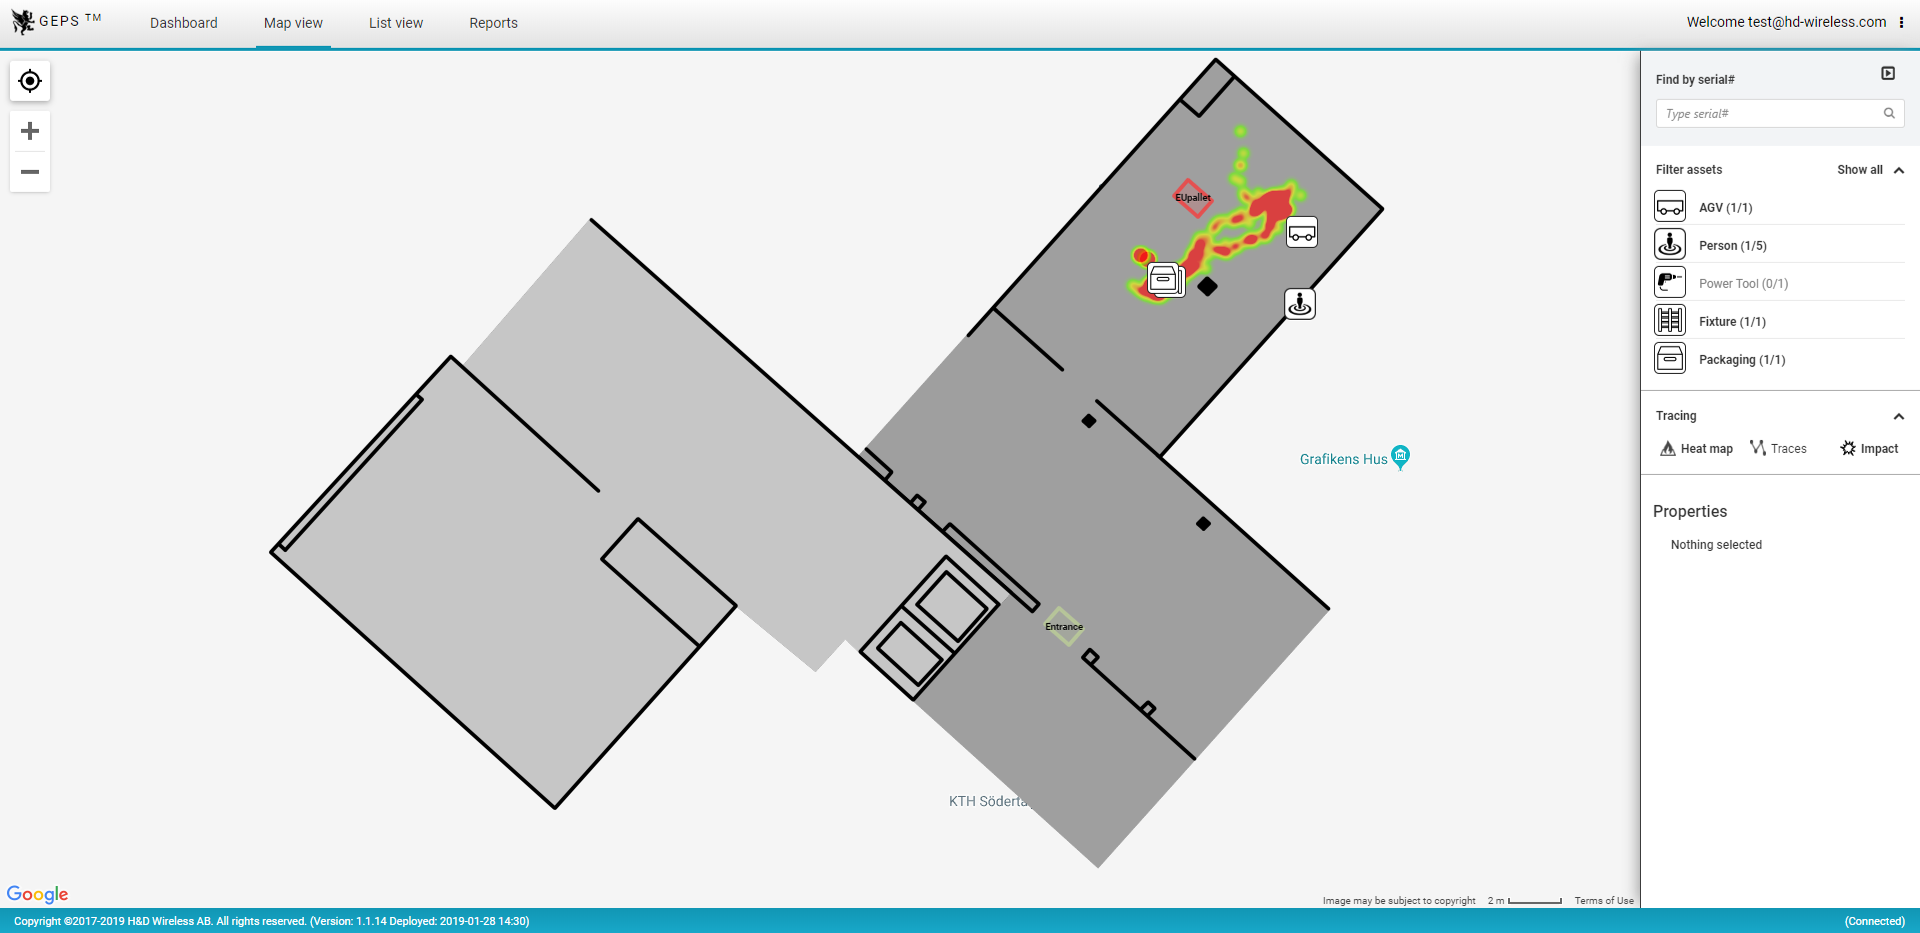 GEPS TM
Dashboard
Map view
List view
Reports
Welcome test@hd-wireless.com
Find by serial#
Type serial#
Filter assets
Show all
AGV (1/1)
Person (1/5)
Power Tool (0/1)
Fixture (1/1)
Packaging (1/1)
Tracing
Heat map
Traces
Impact
Properties
Nothing selected
EUpallet
Grafikens Hus
Entrance
KTH Söderta
Google
Image may be subject to copyright
2 m
Terms of Use
Copyright ©2017-2019 H&D Wireless AB. All rights reserved. (Version: 1.1.14 Deployed: 2019-01-28 14:30)
(Connected)